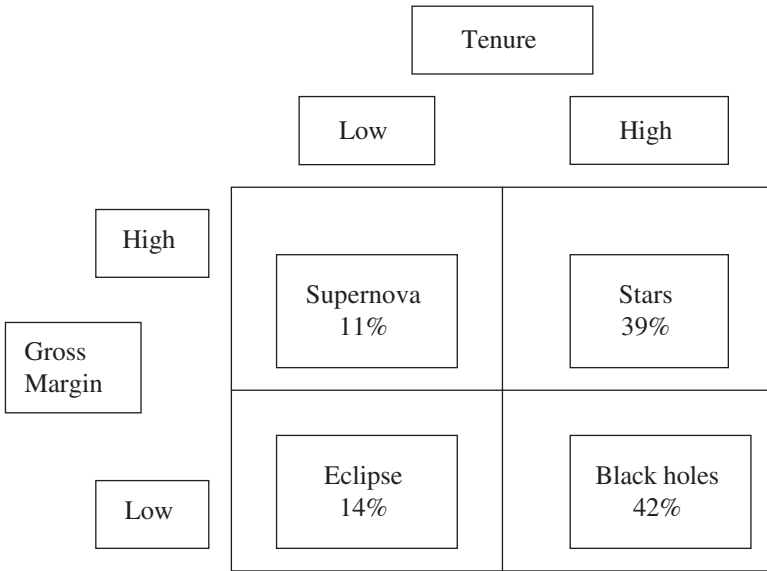 Tenure
Low
High
High
Supernova
11%
Stars
39%
Gross
Margin
Eclipse
14%
Black holes
42%
Low